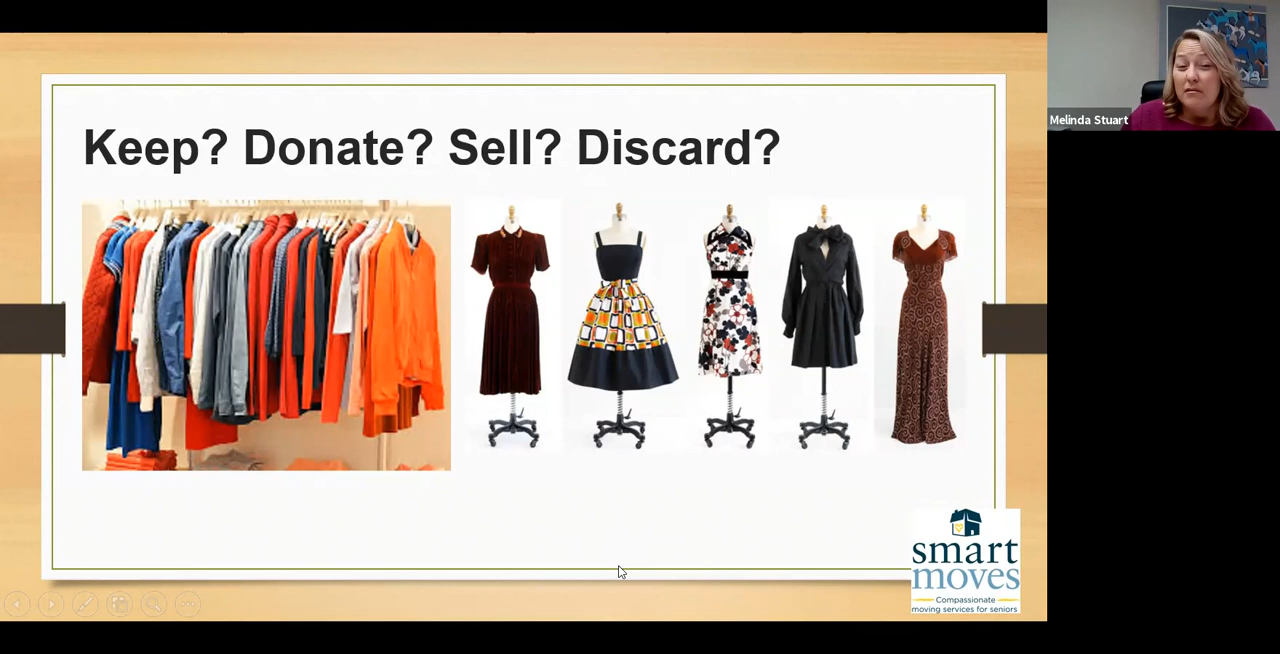 Keep? Donate? Sell? Discard?
Melinda Stuart
smart
moves
Compassionate
moving services for seniors